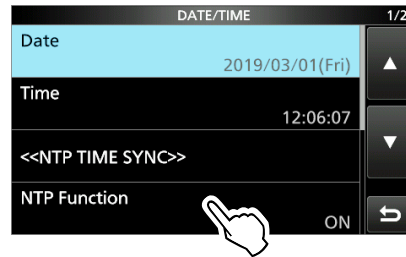 DATE/TIME 1/2
Date
2019/03/01(Fri)
Time
12:06:07
<<NTP TIME SYNC>>
NTP Function
ON